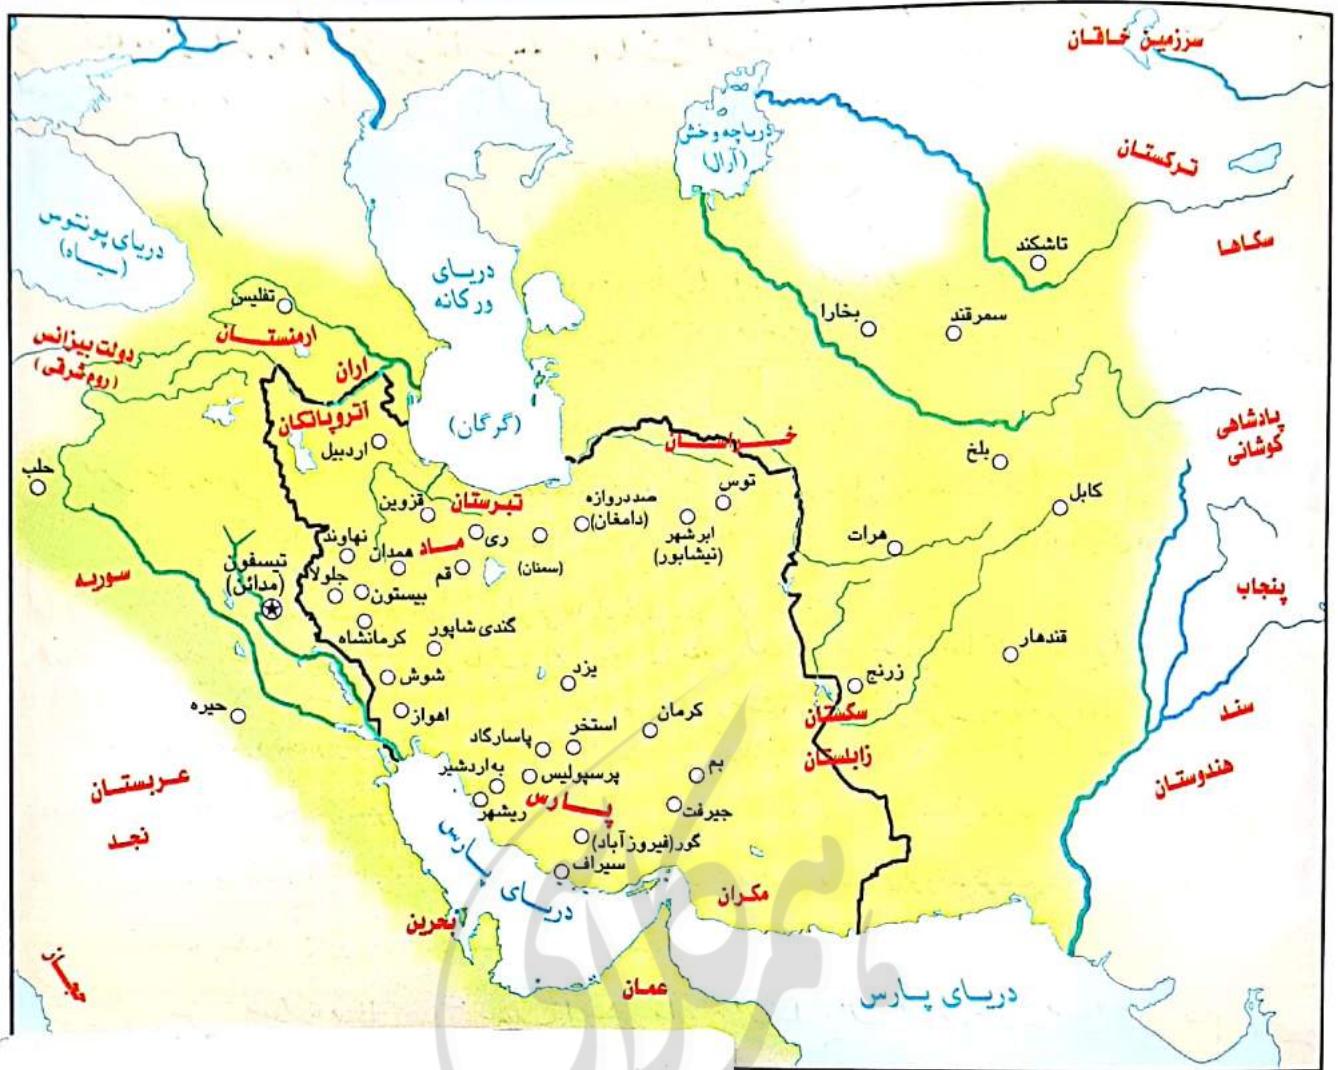 سرزمین خاقان
دریاچه وخش
(آرال)
ترکستان
دریای پونتوس
(سیاه)
سکاها
تاشکند
دریای
ورکانه
تفلیس
بخارا
سمرقند
ارمنستان
دولت بیزانس
(روم شرقی)
اران
آتروپاتکان
(گرگان)
پادشاهی
کوشانی
خراسان
اردبیل
بلخ
حلب
توس
کابل
تبرستان
صددروازه
(دامغان)
قزوین
ابرشهر
(نیشابور)
هرات
نهاوند
ماد
ری
همدان
(سمنان)
قم
تیسفون
(مدائن)
سوریه
جلولا
بیستون
پنجاب
کرمانشاه
گندی شاپور
قندهار
شوش
یزد
زرنج
حیره
اهواز
کرمان
سکستان
سند
استخر
پاسارگاد
زابلستان
به اردشیر
پرسپولیس
بم
هندوستان
عربستان
ریشهر
پارس
جیرفت
نجد
گور(فیروزآباد)
سیراف
دریای پارس
مکران
بحرین
عمان
دریای پارس
حجاز